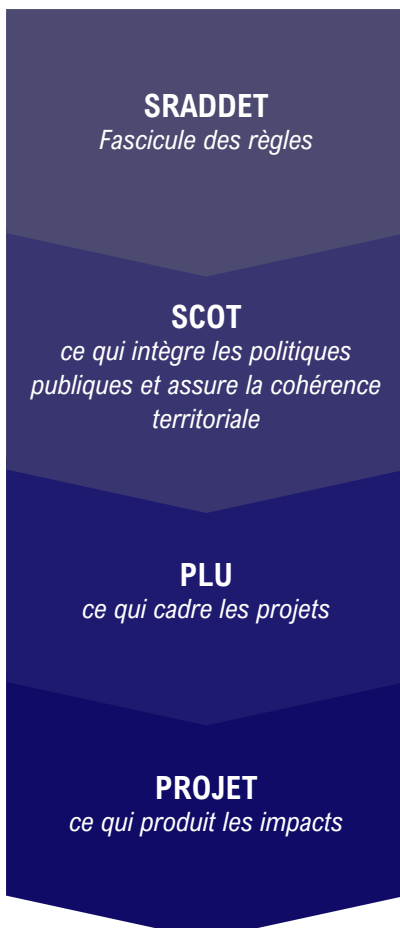 SRADDET
Fascicule des règles
SCOT
ce qui intègre les politiques
publiques et assure la cohérence
territoriale
PLU
ce qui cadre les projets
PROJET
ce qui produit les impacts